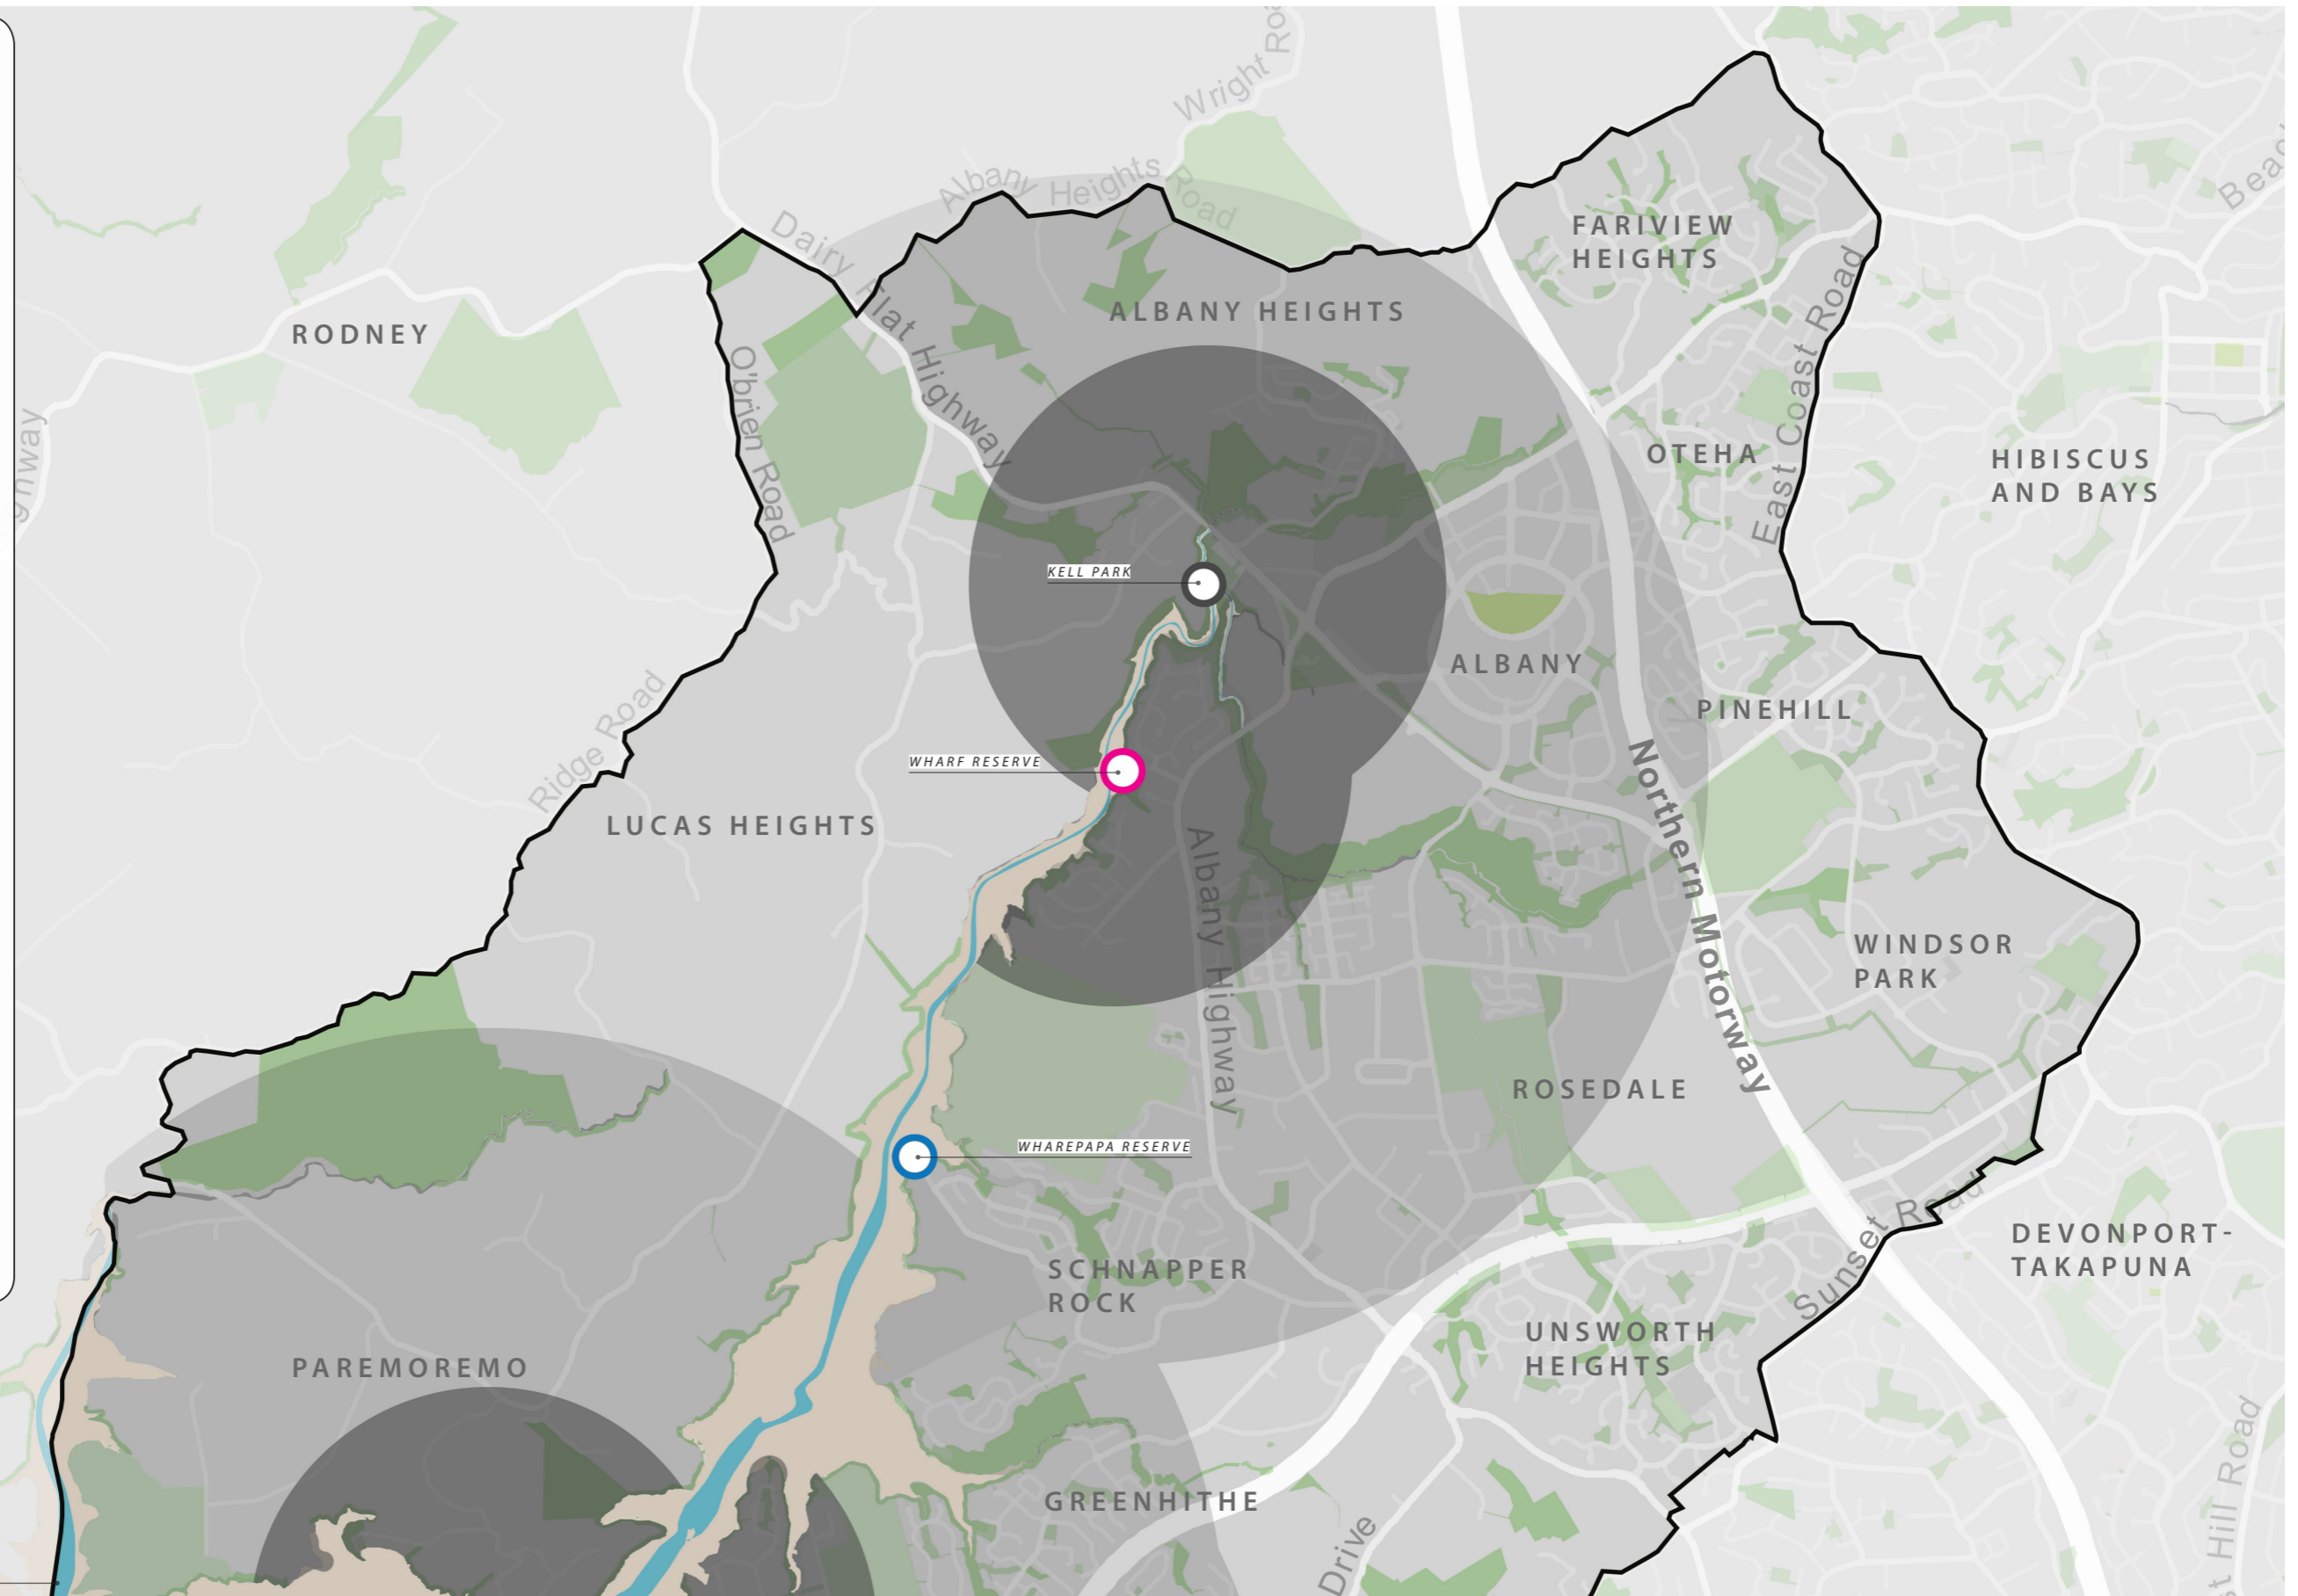 Wright
Albany Heights Road
Dairy Flat Highway
FARIVIEW
HEIGHTS
ALBANY HEIGHTS
RODNEY
O'brien Road
East Coast Road
OTEHA
HIBISCUS
AND BAYS
KELL PARK
ALBANY
PINEHILL
Ridge Road
WHARF RESERVE
Northern Motorway
LUCAS HEIGHTS
Albany Highway
WINDSOR
PARK
ROSEDALE
WHAREPAPA RESERVE
Sunset Road
DEVONPORT-
TAKAPUNA
SCHNAPPER
ROCK
UNSWORTH
HEIGHTS
PAREMOREMO
GREENHITHE
Drive
Hill Road